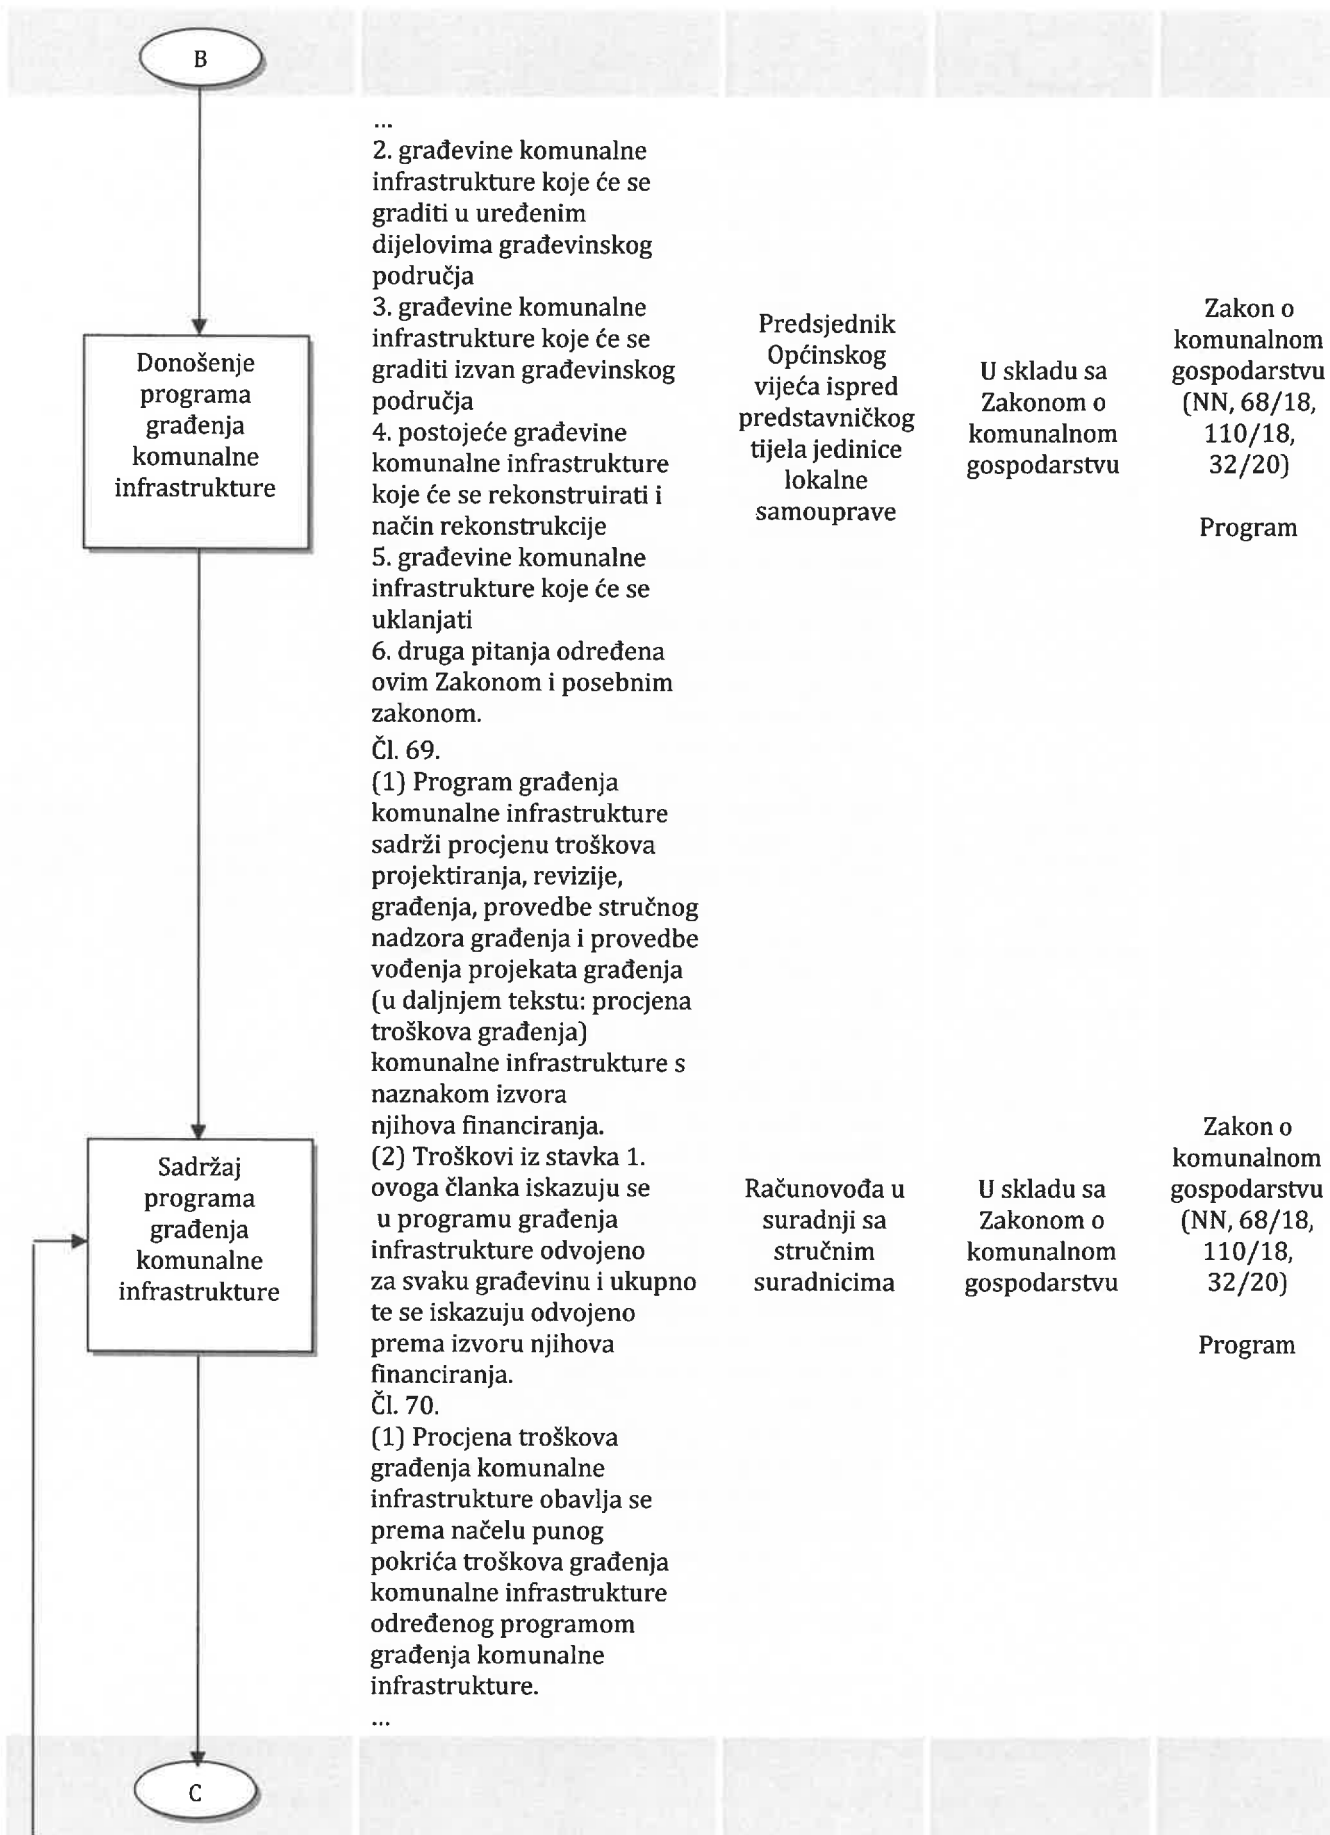 B
...
2. građevine komunalne
infrastrukture koje će se
graditi u uređenim
dijelovima građevinskog
područja
3. građevine komunalne
infrastrukture koje će se
graditi izvan građevinskog
područja
4. postojeće građevine
komunalne infrastrukture
koje će se rekonstruirati i
način rekonstrukcije
5. građevine komunalne
infrastrukture koje će se
uklanjati
6. druga pitanja određena
ovim Zakonom i posebnim
zakonom.
Donošenje
programa
građenja
komunalne
infrastrukture
Predsjednik
Općinskog
vijeća ispred
predstavničkog
tijela jedinice
lokalne
samouprave
U skladu sa
Zakonom o
komunalnom
gospodarstvu
Zakon o
komunalnom
gospodarstvu
(NN, 68/18,
110/18,
32/20)
Program
Čl. 69.
(1) Program građenja
komunalne infrastrukture
sadrži procjenu troškova
projektiranja, revizije,
građenja, provedbe stručnog
nadzora građenja i provedbe
vođenja projekata građenja
(u daljnjem tekstu: procjena
troškova građenja)
komunalne infrastrukture s
naznakom izvora
njihova financiranja.
(2) Troškovi iz stavka 1.
ovoga članka iskazuju se
u programu građenja
infrastrukture odvojeno
za svaku građevinu i ukupno
te se iskazuju odvojeno
prema izvoru njihova
financiranja.
Čl. 70.
(1) Procjena troškova
građenja komunalne
infrastrukture obavlja se
prema načelu punog
pokrića troškova građenja
komunalne infrastrukture
određenog programom
građenja komunalne
infrastrukture.
...
Sadržaj
programa
građenja
komunalne
infrastrukture
Računovođa u
suradnji sa
stručnim
suradnicima
U skladu sa
Zakonom o
komunalnom
gospodarstvu
Zakon o
komunalnom
gospodarstvu
(NN, 68/18,
110/18,
32/20)
Program
C